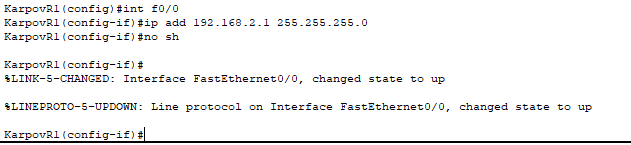 KarpovR1(config)#int f0/0
KarpovR1(config-if)#ip add 192.168.2.1 255.255.255.0
KarpovR1(config-if)#no sh
KarpovR1(config-if)#
%LINK-5-CHANGED: Interface FastEthernet0/0, changed state to up
%LINEPROTO-5-UPDOWN: Line protocol on Interface FastEthernet0/0, changed state to up
KarpovR1(config-if)#